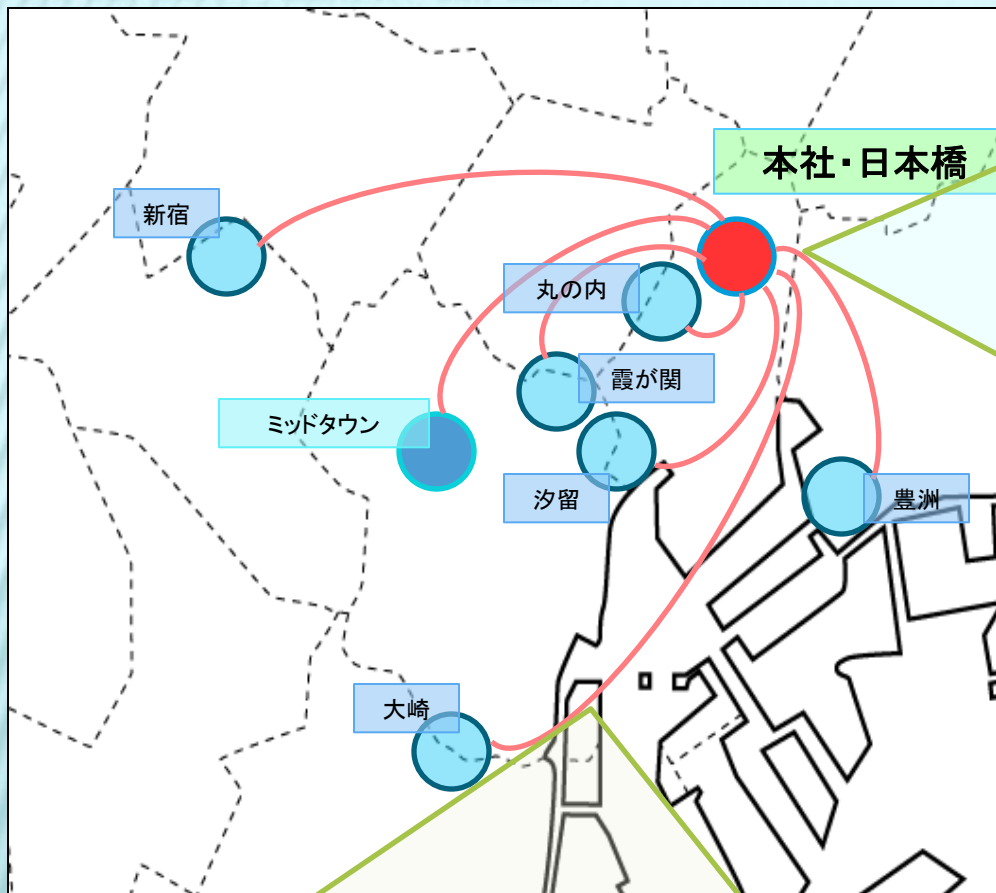 本社・日本橋
新宿
丸の内
霞が関
ミッドタウン
汐留
豊洲
大崎